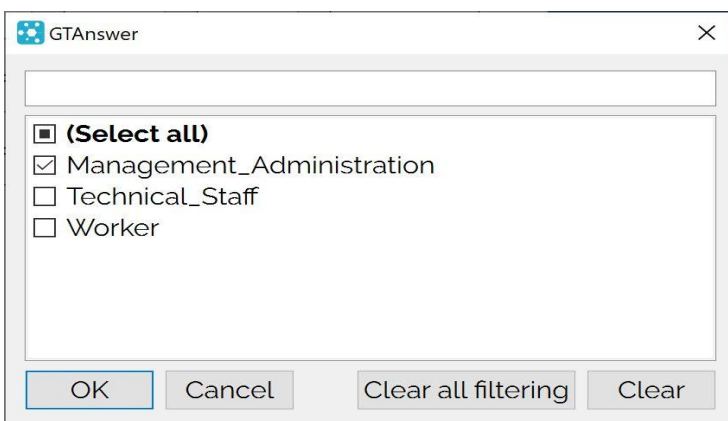 GTAnswer
(Select all)
Management_Administration
Technical_Staff
Worker
OK Cancel Clear all filtering Clear